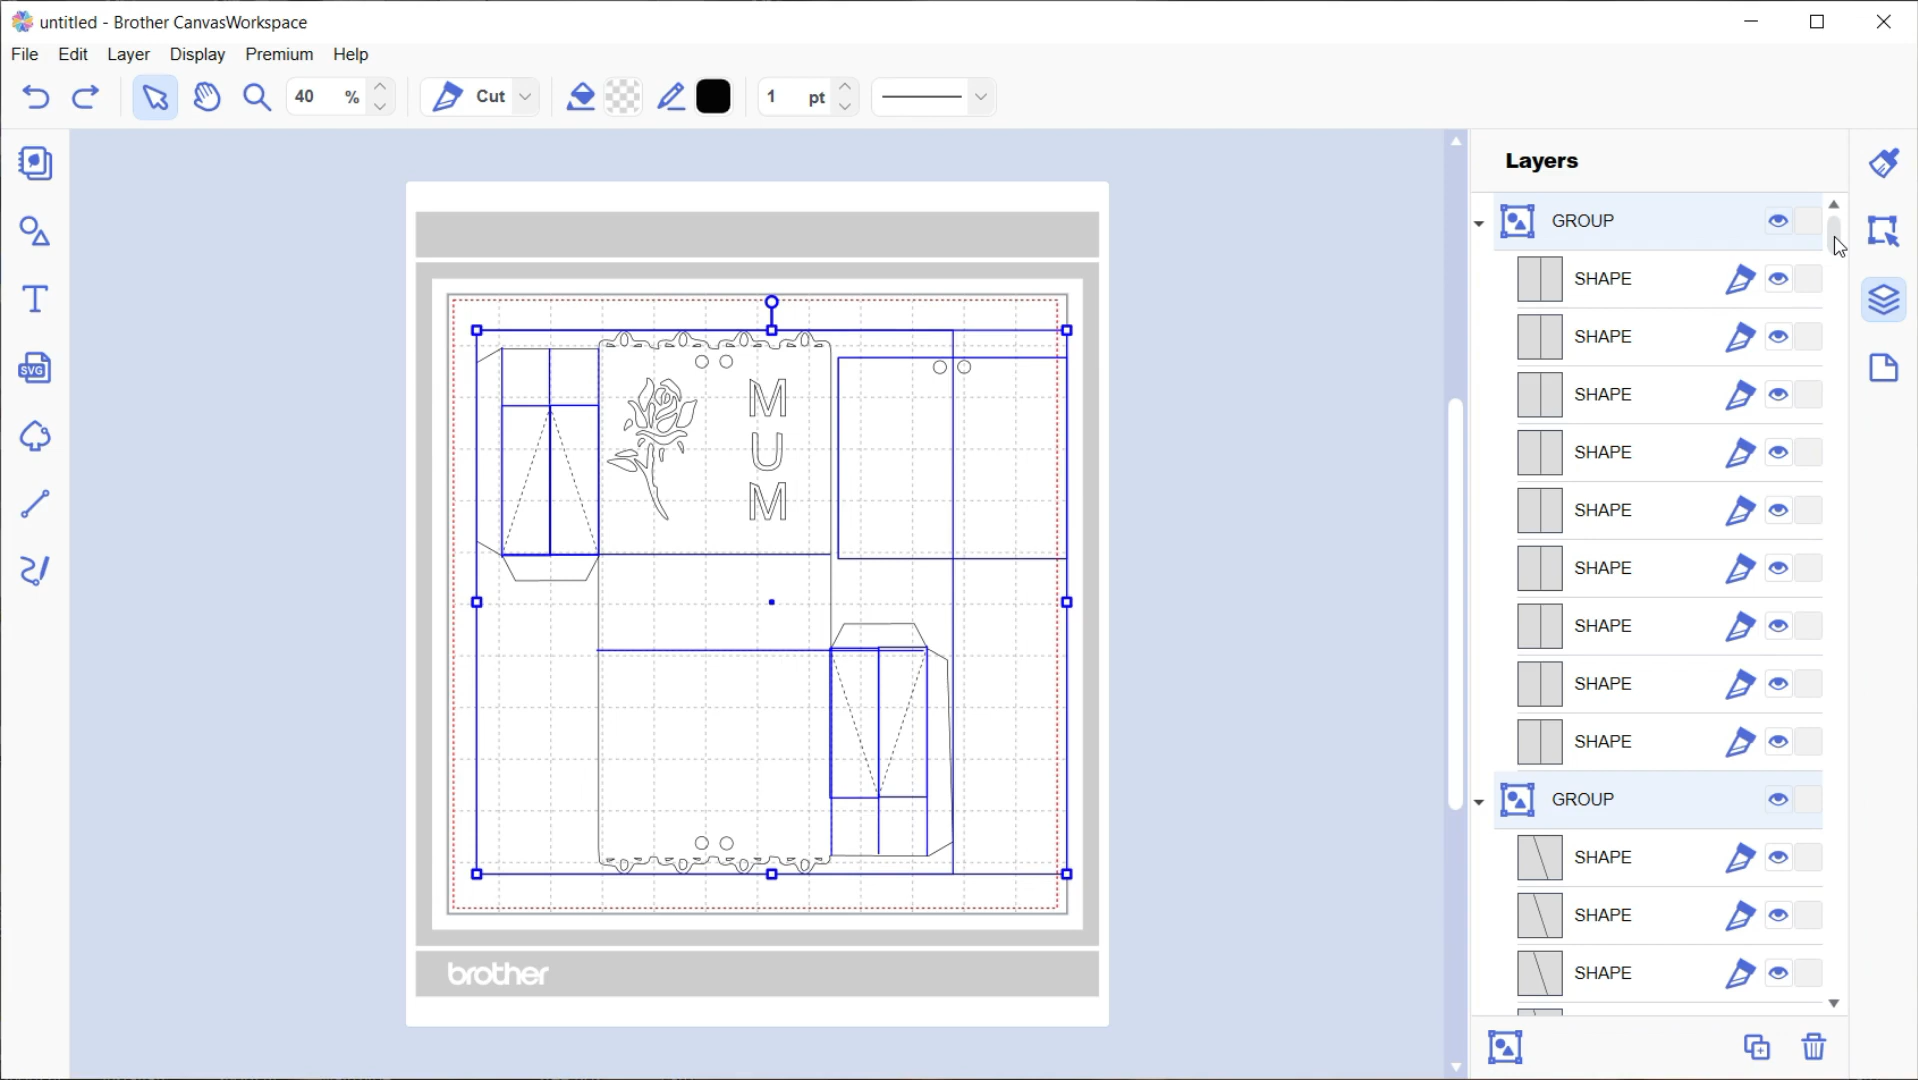 untitled - Brother CanvasWorkspace
File Edit Layer Display Premium Help
40 % Cut 1 pt
Layers
GROUP
SHAPE
SHAPE
SHAPE
SHAPE
SHAPE
SHAPE
SHAPE
SHAPE
SHAPE
GROUP
SHAPE
SHAPE
SHAPE
T
SVG
M
U
M
brother